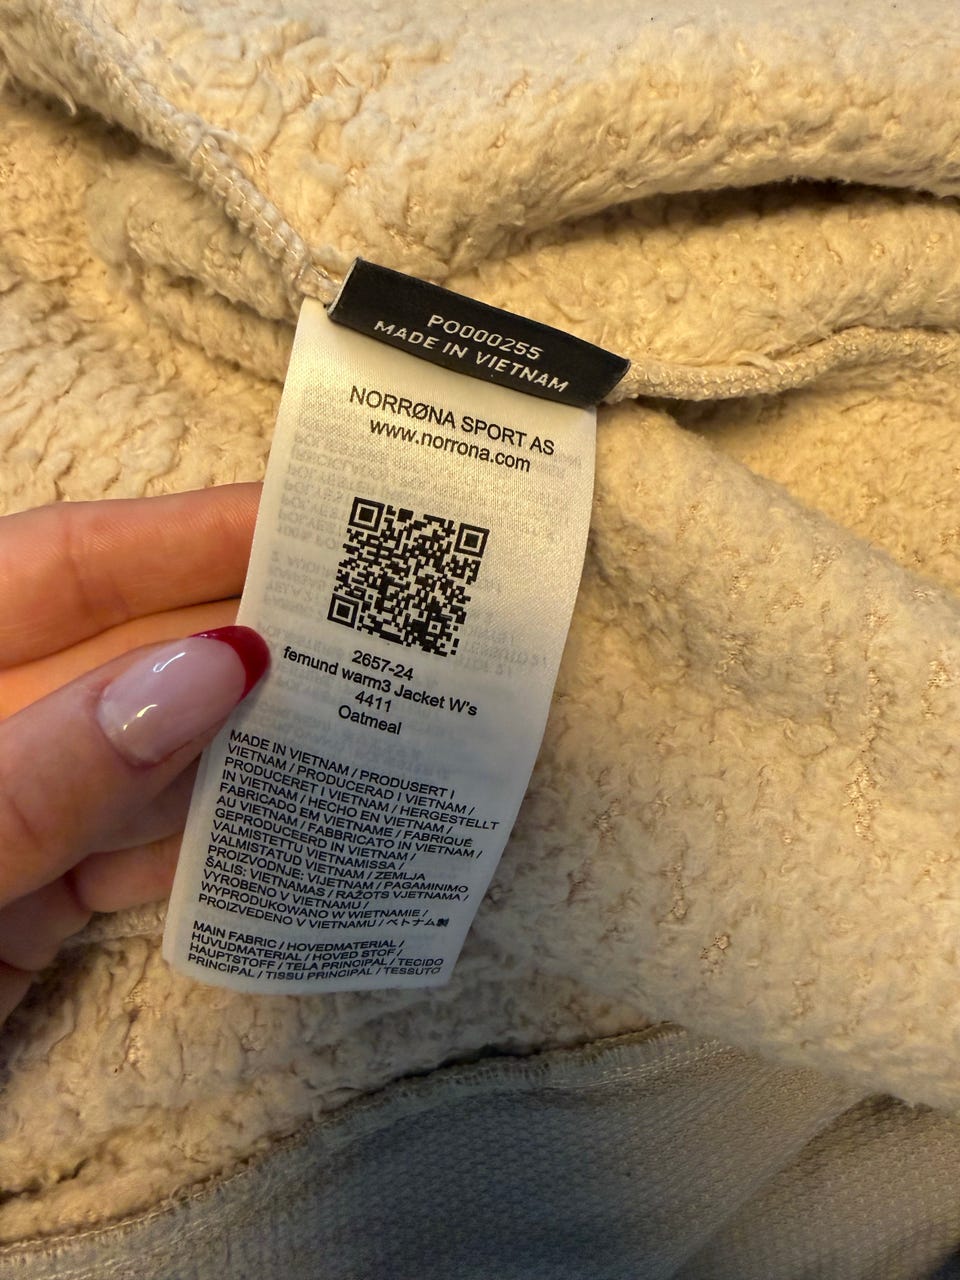 PO000255
MADE IN VIETNAM
NORRØNA SPORT AS
www.norrona.com
2657-24
femund warm3 Jacket W's
4411
Oatmeal
MADE IN VIETNAM / PRODUSERT I
VIETNAM / PRODUCERAD I VIETNAM /
PRODUCERET I VIETNAM / HERGESTELLT
IN VIETNAM / HECHO EN VIETNAM /
FABRICADO EM VIETNAME / FABRIQUÉ
AU VIETNAM / FABBRICATO IN VIETNAM /
GEPRODUCEERD IN VIETNAM /
VALMISTETTU VIETNAMISSA /
VALMISTATUD VIETNAM / ZEMLJA
PROIZVODNJE: VIJETNAM / PAGAMINIMO
ŠALIS: VIETNAMAS / RAŽOTS VJETNAMA /
VYROBENO V VIETNAMU /
WYPRODUKOWANO W WIETNAMIE /
PROIZVEDENO V VIETNAMU / ベトナム製
MAIN FABRIC / HOVEDMATERIAL /
HUVUDMATERIAL / HOVED STOF /
HAUPTSTOFF / TELA PRINCIPAL / TECIDO
PRINCIPAL / TISSU PRINCIPAL / TESSUTO